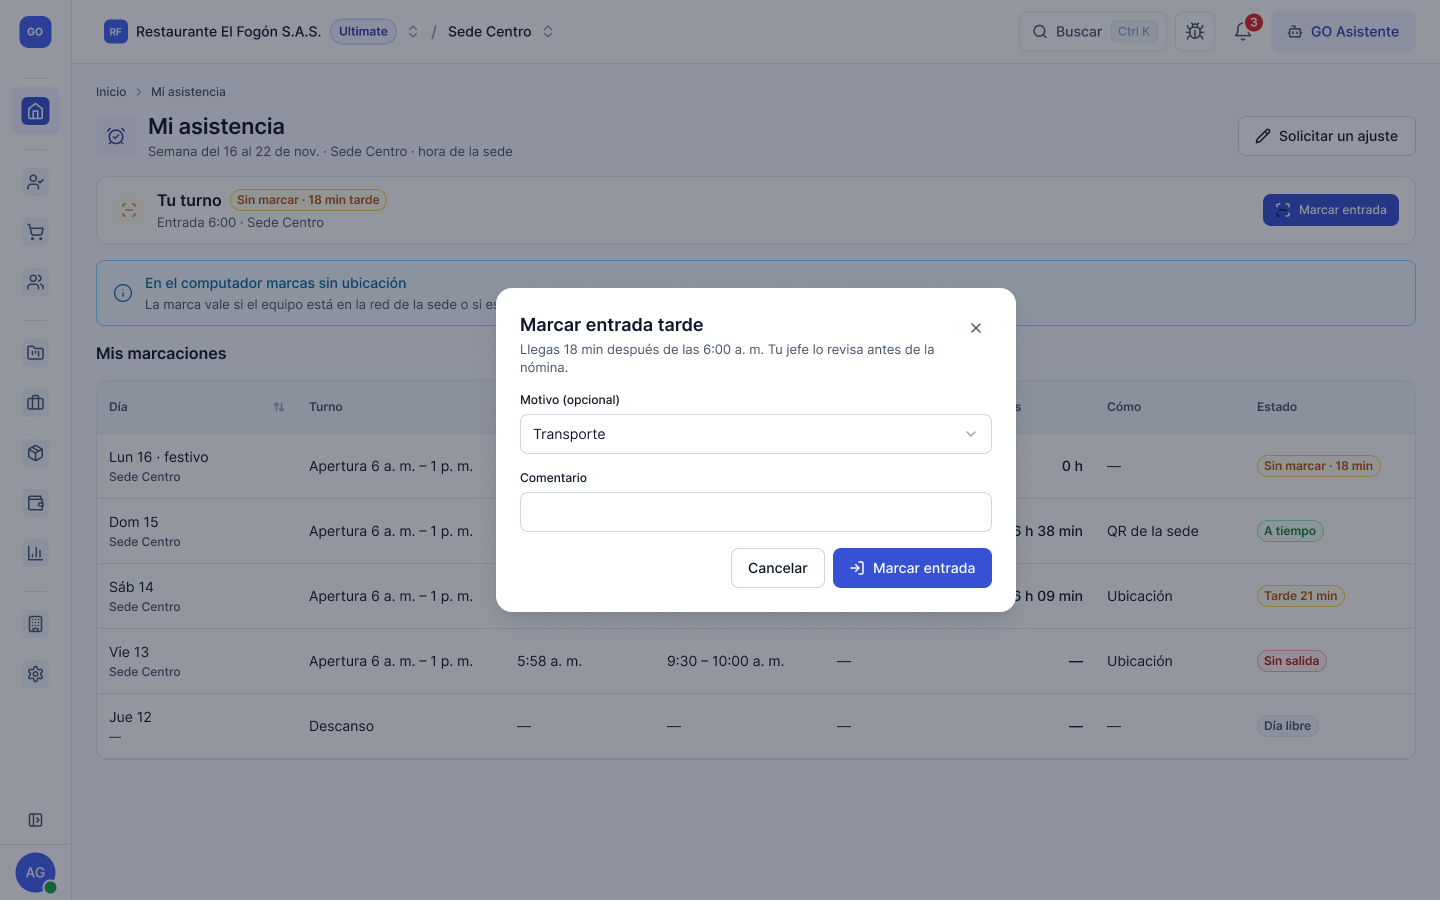 GO
RF Restaurante El Fogón S.A.S. Ultimate / Sede Centro
Buscar Ctrl K
3
GO Asistente
Inicio > Mi asistencia
Mi asistencia
Semana del 16 al 22 de nov. · Sede Centro · hora de la sede
Solicitar un ajuste
Tu turno Sin marcar · 18 min tarde
Entrada 6:00 · Sede Centro
Marcar entrada
En el computador marcas sin ubicación
La marca vale si el equipo está en la red de la sede o si
Mis marcaciones
Marcar entrada tarde
Llegas 18 min después de las 6:00 a. m. Tu jefe lo revisa antes de la
nómina.
Motivo (opcional)
Transporte
Comentario
Cancelar
Marcar entrada
Día Turno Cómo Estado
Lun 16 · festivo
Sede Centro
Apertura 6 a. m. – 1 p. m. 0 h — Sin marcar · 18 min
Dom 15
Sede Centro
Apertura 6 a. m. – 1 p. m. 6 h 38 min QR de la sede A tiempo
Sáb 14
Sede Centro
Apertura 6 a. m. – 1 p. m. 6 h 09 min Ubicación Tarde 21 min
Vie 13
Sede Centro
Apertura 6 a. m. – 1 p. m. 5:58 a. m. 9:30 – 10:00 a. m. — — Ubicación Sin salida
Jue 12
—
Descanso — — — — — Día libre
AG